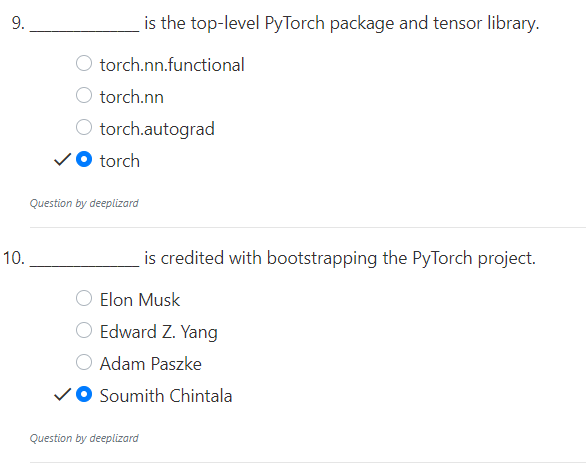 9. _____________ is the top-level PyTorch package and tensor library.
torch.nn.functional
torch.nn
torch.autograd
torch
Question by deeplizard
10. _____________ is credited with bootstrapping the PyTorch project.
Elon Musk
Edward Z. Yang
Adam Paszke
Soumith Chintala
Question by deeplizard